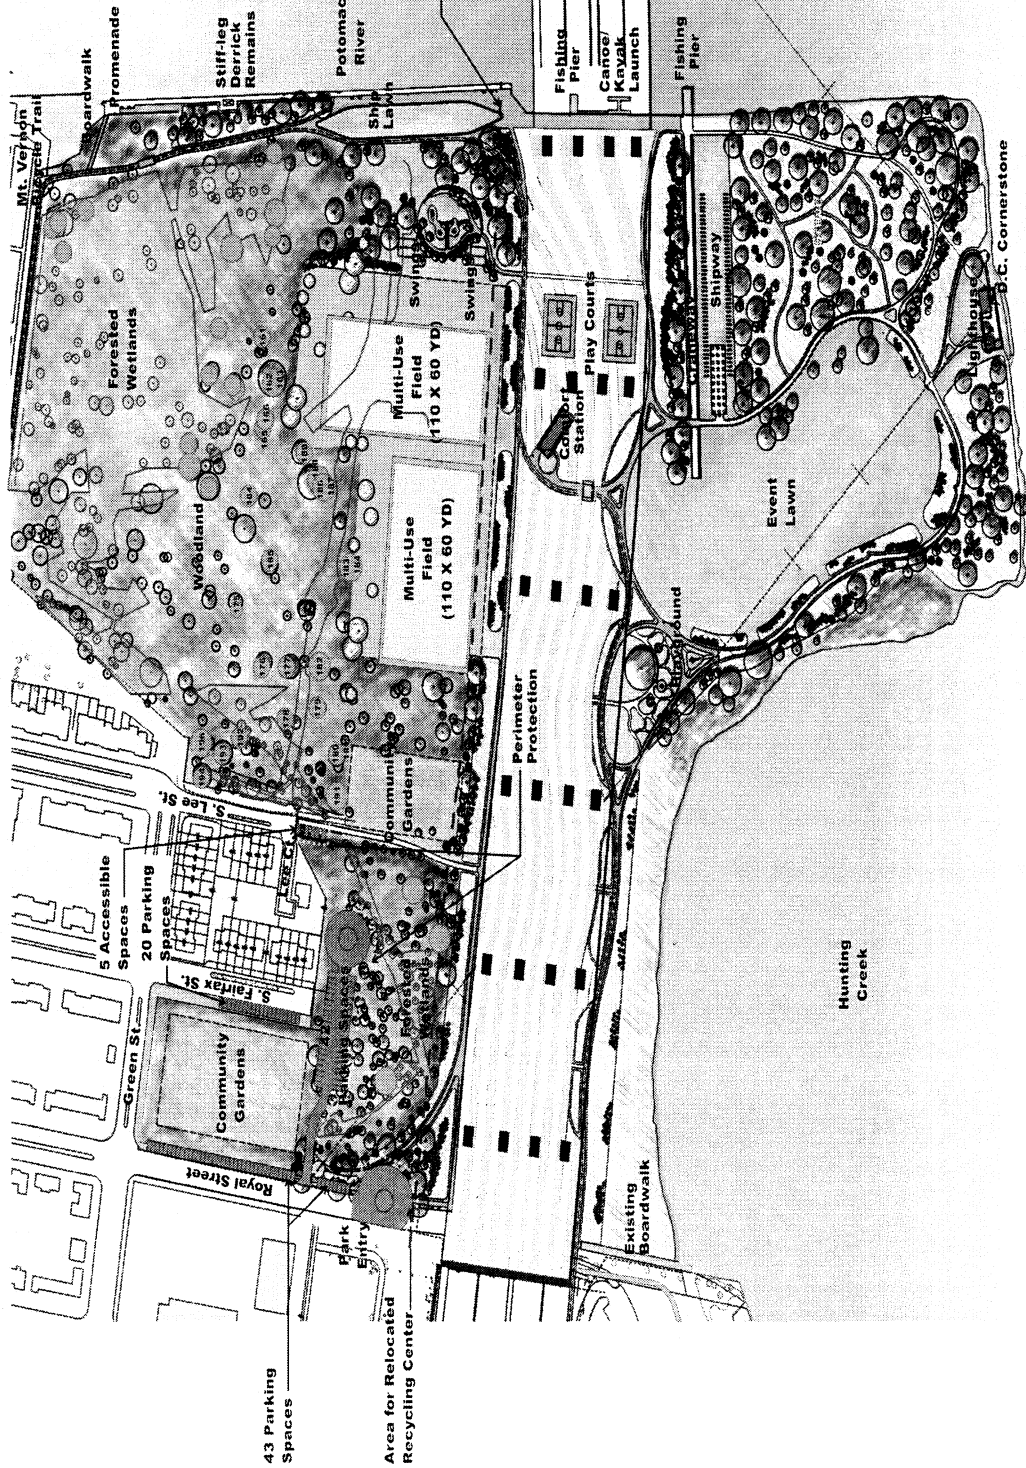 Mt. Vernon
Bicycle Trail
Boardwalk
Promenade
Stiff-leg
Derrick
Remains
Potomac
River
Ship
Lawn
Fishing
Pier
Canoe/
Kayak
Launch
Fishing
Pier
Forested
Wetlands
Woodland
Swings
Swings
Multi-Use
Field
(110 X 60 YD)
Multi-Use
Field
(110 X 60 YD)
Play Courts
Comfort
Station
Shipway
Lighthouse
D.C. Cornerstone
Event
Lawn
Perimeter
Protection
Community
Gardens
S. Lee St.
Lee Ct.
5 Accessible
Spaces
20 Parking
Spaces
S. Fairfax St.
Green St.
Community
Gardens
Royal Street
42
Parking Spaces
Forested
Wetlands
Park
Entry
Existing
Boardwalk
Hunting
Creek
43 Parking
Spaces
Area for Relocated
Recycling Center